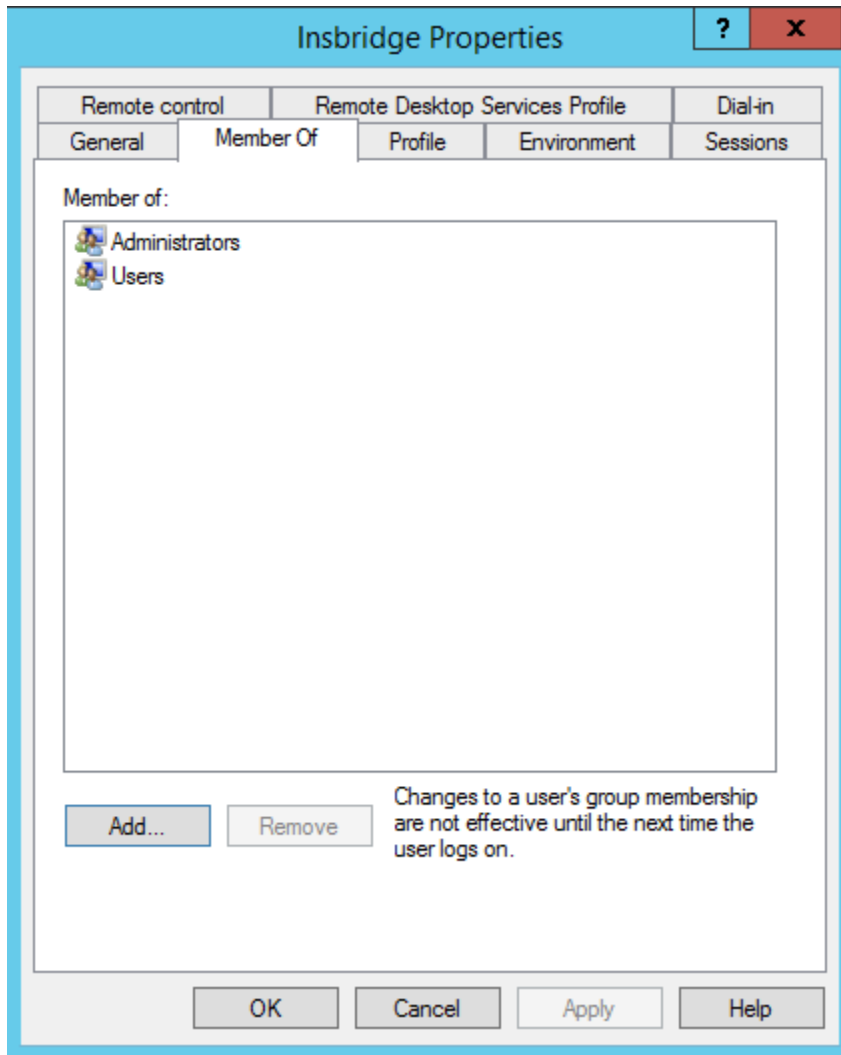 Insbridge Properties
?
x
Remote control
Remote Desktop Services Profile
Dial-in
General
Member Of
Profile
Environment
Sessions
Member of:
Administrators
Users
Add...
Remove
Changes to a user's group membership
are not effective until the next time the
user logs on.
OK
Cancel
Apply
Help